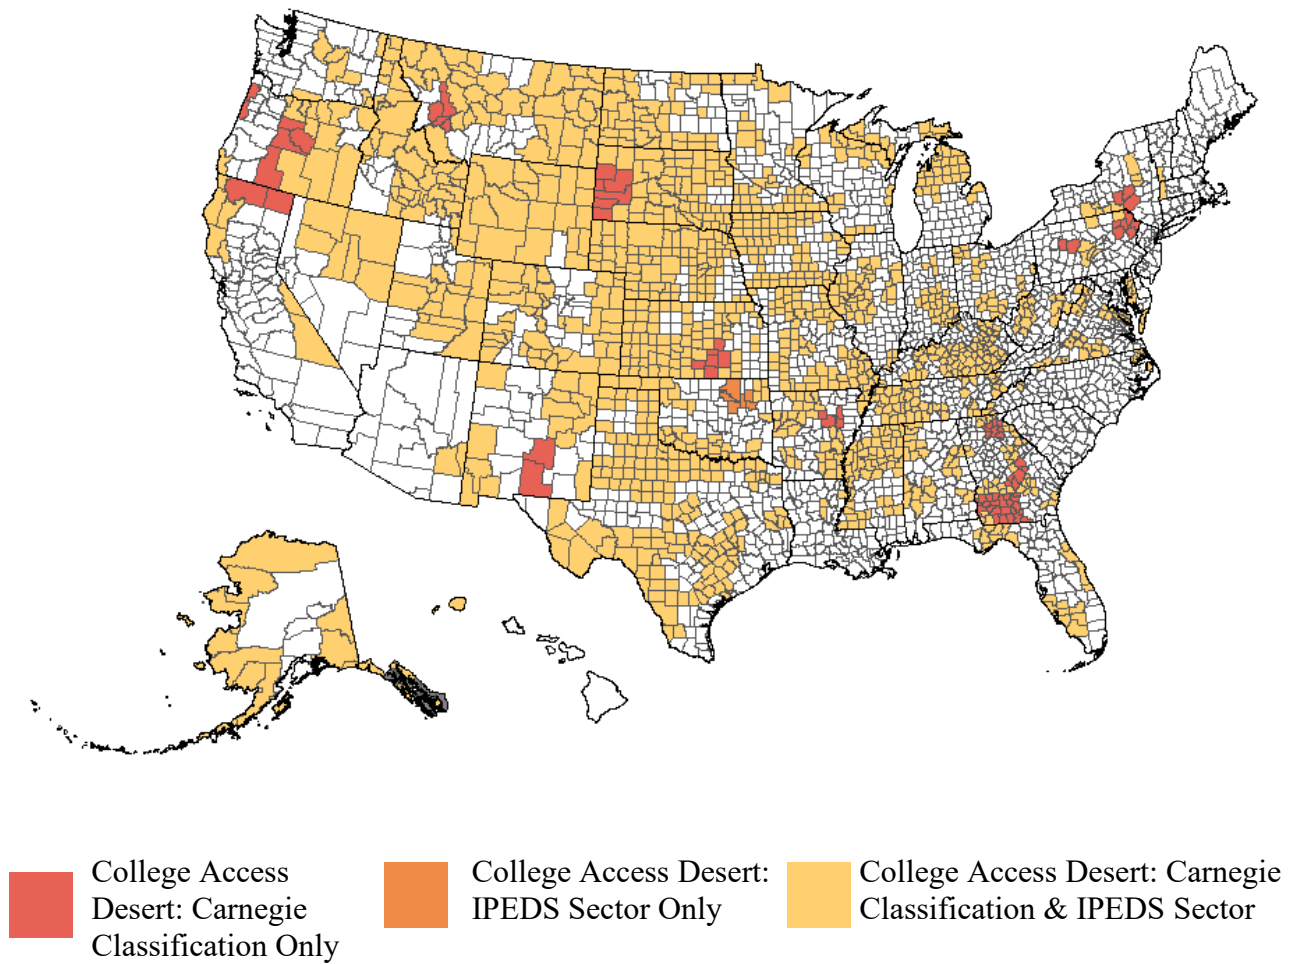 College Access
Desert: Carnegie
Classification Only
College Access Desert:
IPEDS Sector Only
College Access Desert: Carnegie
Classification & IPEDS Sector